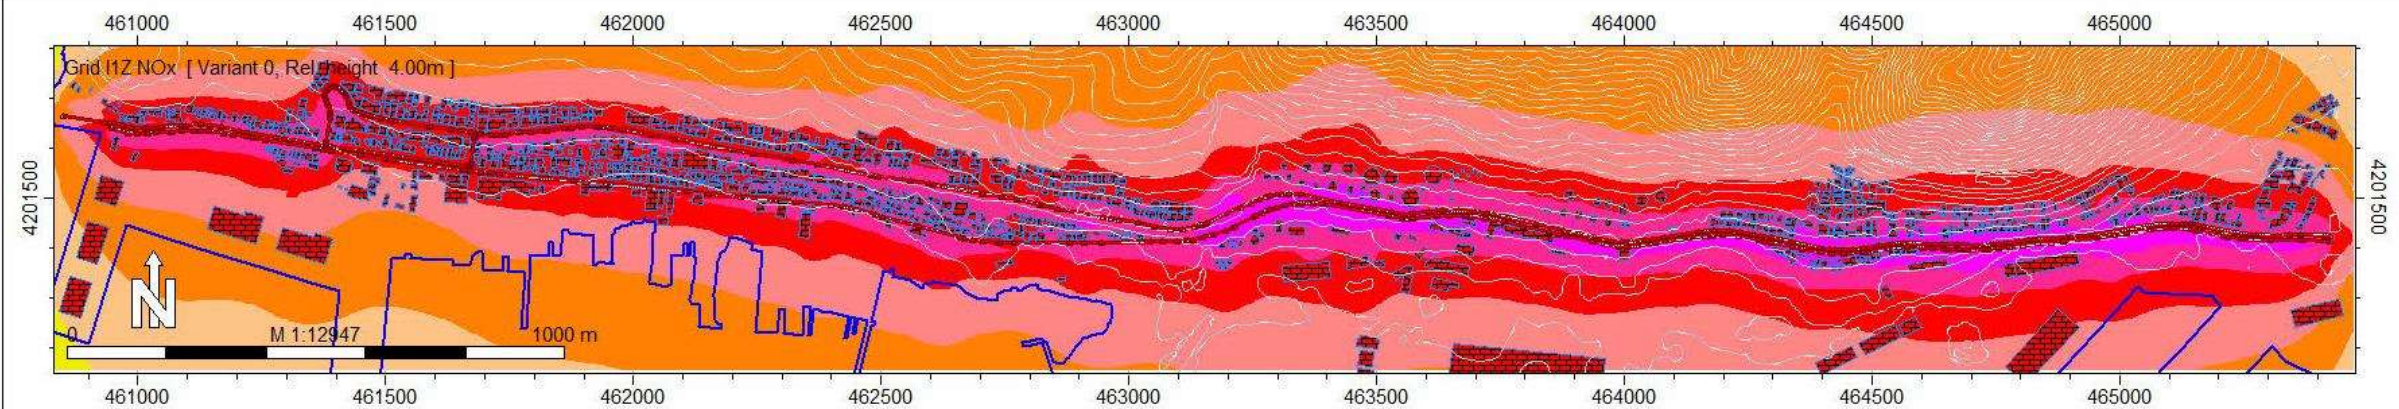 461000 461500 462000 462500 463000 463500 464000 464500 465000
Grid I1Z NOx [ Variant 0, Rel. height 4.00m ]
4201500 4201500
N
0 M 1:12947 1000 m
461000 461500 462000 462500 463000 463500 464000 464500 465000